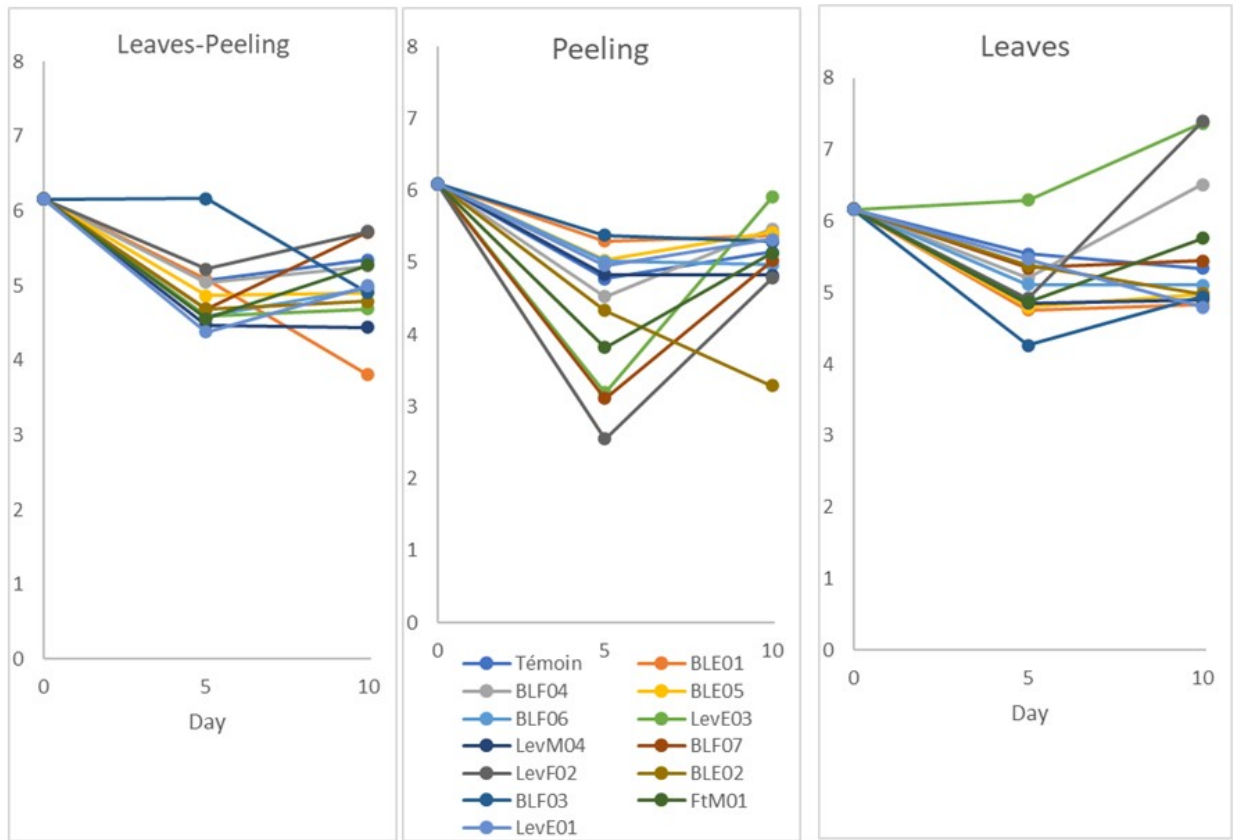 Leaves-Peeling
8
7
6
5
4
3
2
1
0
0 5 10
Day
Peeling
8
7
6
5
4
3
2
1
0
0 5 10
Témoin BLE01
BLF04 BLE05
BLF06 LevE03
LevM04 BLF07
LevF02 BLE02
BLF03 FtM01
LevE01
Leaves
8
7
6
5
4
3
2
1
0
0 5 10
Day